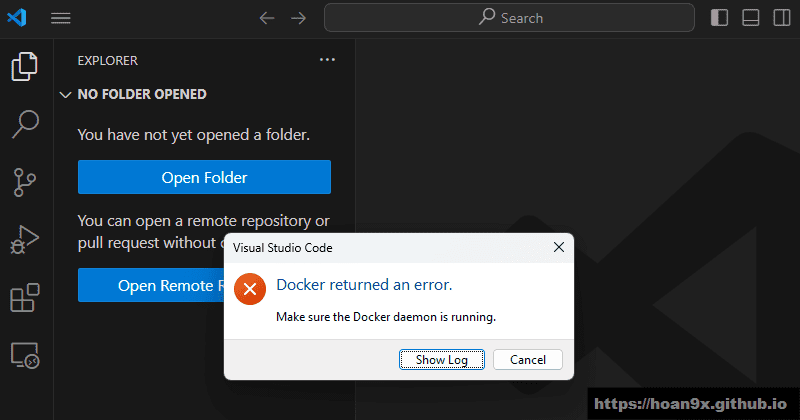 Search
EXPLORER
NO FOLDER OPENED
You have not yet opened a folder.
Open Folder
You can open a remote repository or
pull request without
Open Remote
Visual Studio Code
Docker returned an error.
Make sure the Docker daemon is running.
Show Log
Cancel
https://hoan9x.github.io